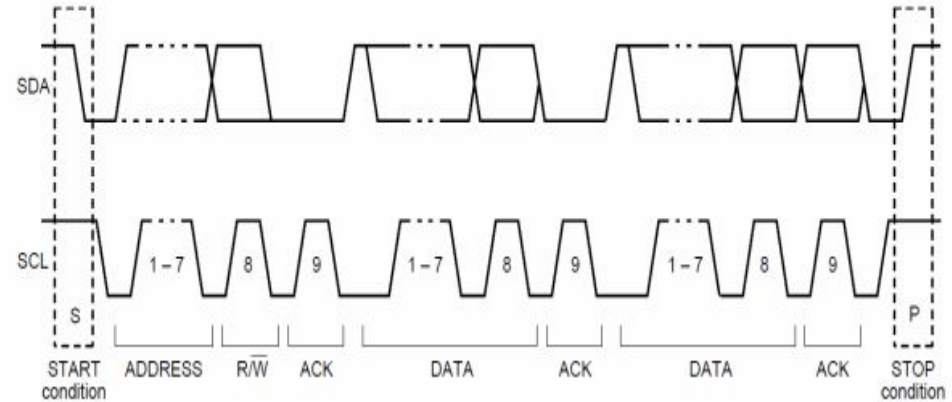 SDA
SCL
1 – 7 8 9 1 – 7 8 9 1 – 7 8 9
S P
START condition ADDRESS R/W̅ ACK DATA ACK DATA ACK STOP condition